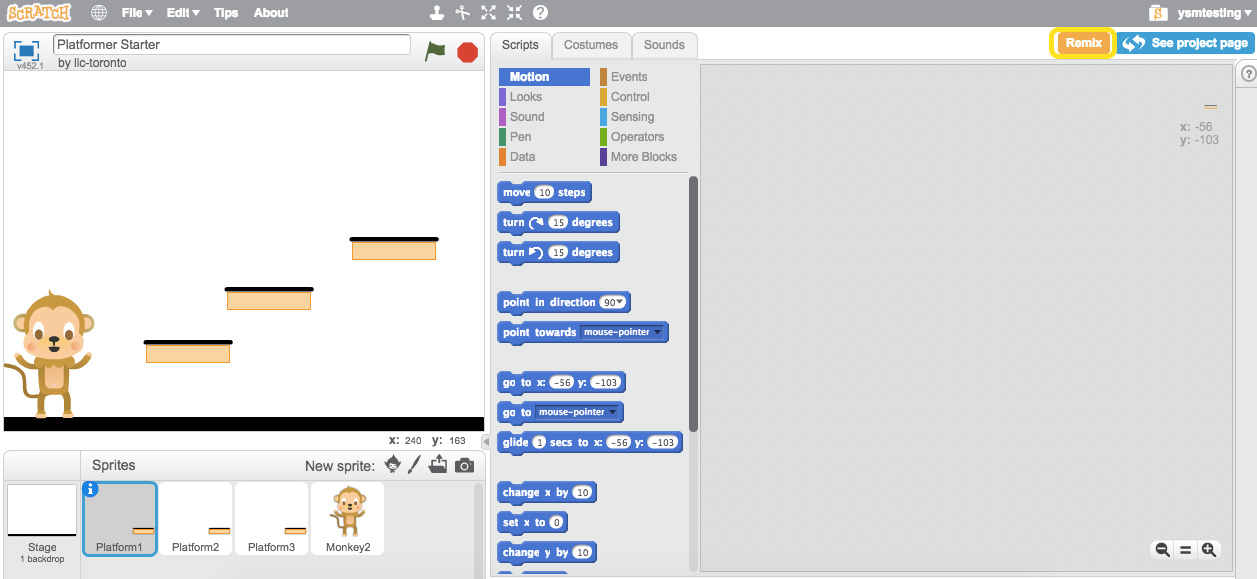 SCRATCH File▾ Edit▾ Tips About ? S ysmtesting▾
Platformer Starter
by llc-toronto
v452.1
Scripts Costumes Sounds Remix See project page
?
Motion Events
Looks Control
Sound Sensing
Pen Operators
Data More Blocks
x: -56
y: -103
move 10 steps
turn 15 degrees
turn 15 degrees
point in direction 90▾
point towards mouse-pointer
go to x: -56 y: -103
go to mouse-pointer
glide 1 secs to x: -56 y: -103
change x by 10
set x to 0
change y by 10
x: 240 y: 163
Sprites New sprite:
i
Stage
1 backdrop
Platform1 Platform2 Platform3 Monkey2